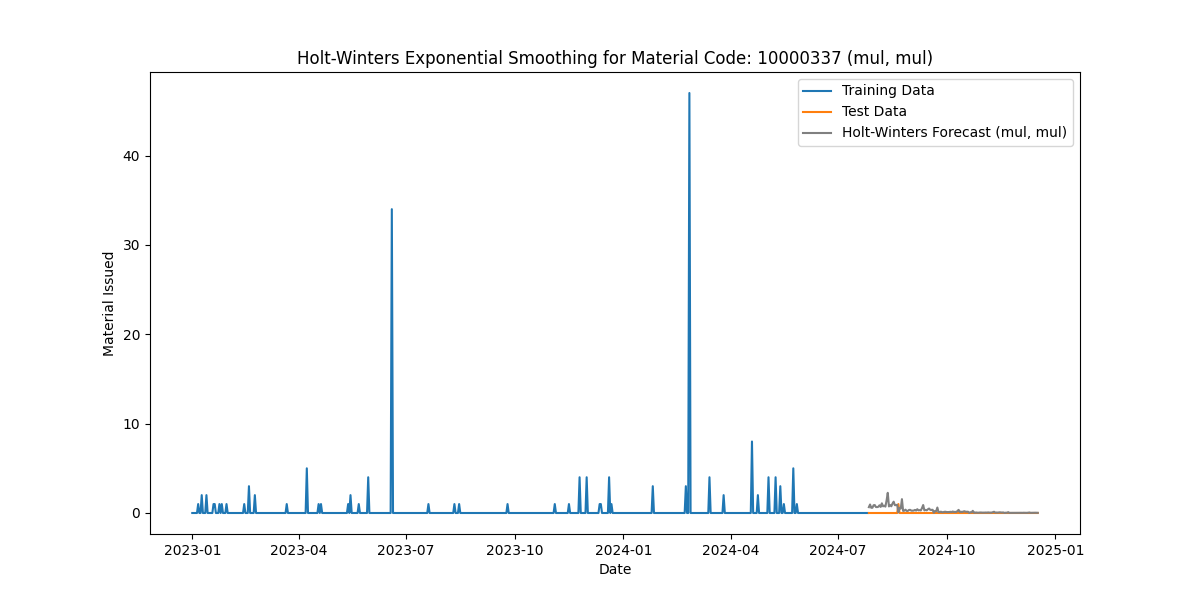 Holt-Winters Exponential Smoothing for Material Code: 10000337 (mul, mul)
Training Data
Test Data
Holt-Winters Forecast (mul, mul)
Material Issued
40
30
20
10
0
2023-01 2023-04 2023-07 2023-10 2024-01 2024-04 2024-07 2024-10 2025-01
Date